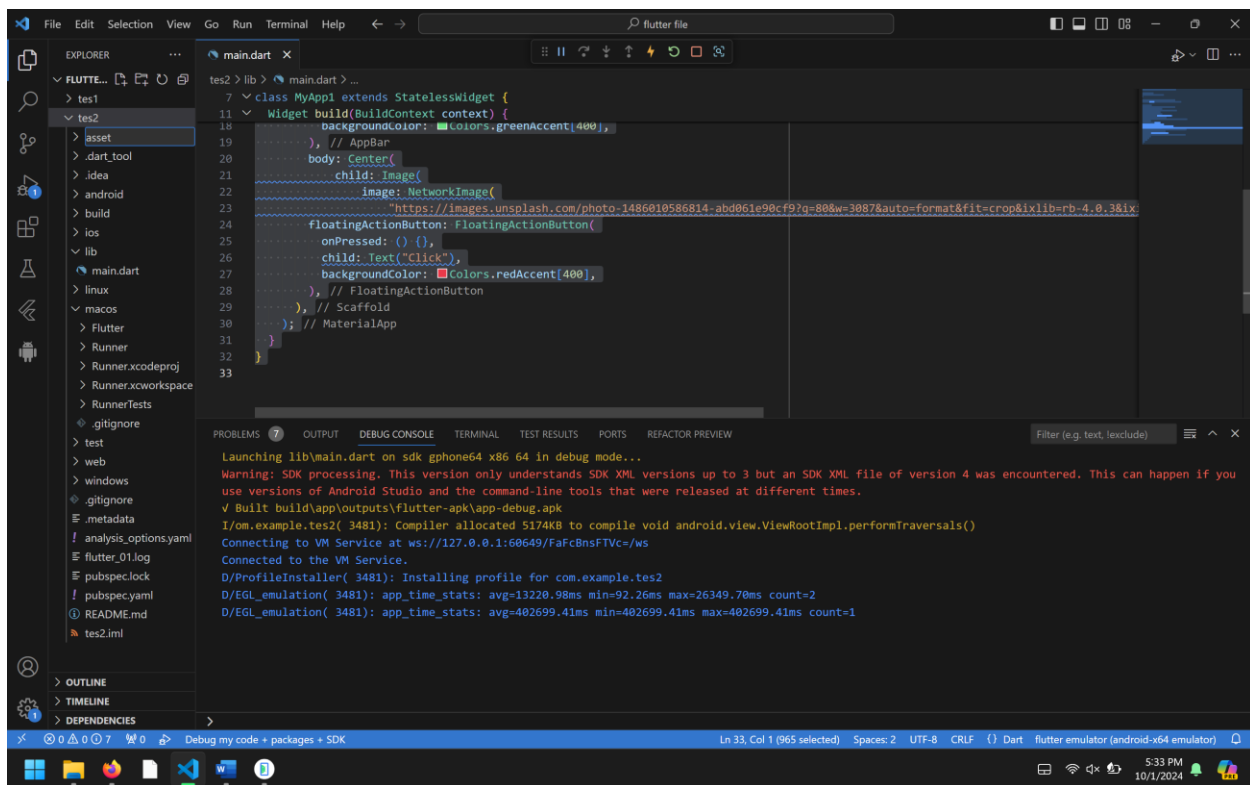 File Edit Selection View Go Run Terminal Help
flutter file
EXPLORER
FLUTTE...
tes1
tes2
asset
.dart_tool
.idea
android
build
ios
lib
main.dart
linux
macos
Flutter
Runner
Runner.xcodeproj
Runner.xcworkspace
RunnerTests
.gitignore
test
web
windows
.gitignore
.metadata
analysis_options.yaml
flutter_01.log
pubspec.lock
pubspec.yaml
README.md
tes2.iml
OUTLINE
TIMELINE
DEPENDENCIES
main.dart
tes2 > lib > main.dart > ...
7 class MyApp1 extends StatelessWidget {
11 Widget build(BuildContext context) {
18 backgroundColor: Colors.greenAccent[400],
19 ), // AppBar
20 body: Center(
21 child: Image(
22 image: NetworkImage(
23 "https://images.unsplash.com/photo-1486010586814-abd061e90cf9?q=80&w=3087&auto=format&fit=crop&ixlib=rb-4.0.3&ix
24 floatingActionButton: FloatingActionButton(
25 onPressed: () {},
26 child: Text("Click"),
27 backgroundColor: Colors.redAccent[400],
28 ), // FloatingActionButton
29 ), // Scaffold
30 ); // MaterialApp
31 }
32 }
33
PROBLEMS 7 OUTPUT DEBUG CONSOLE TERMINAL TEST RESULTS PORTS REFACTOR PREVIEW
Filter (e.g. text, !exclude)
Launching lib\main.dart on sdk gphone64 x86 64 in debug mode...
Warning: SDK processing. This version only understands SDK XML versions up to 3 but an SDK XML file of version 4 was encountered. This can happen if you
use versions of Android Studio and the command-line tools that were released at different times.
√ Built build\app\outputs\flutter-apk\app-debug.apk
I/om.example.tes2( 3481): Compiler allocated 5174KB to compile void android.view.ViewRootImpl.performTraversals()
Connecting to VM Service at ws://127.0.0.1:60649/FaFcBnsFTVc=/ws
Connected to the VM Service.
D/ProfileInstaller( 3481): Installing profile for com.example.tes2
D/EGL_emulation( 3481): app_time_stats: avg=13220.98ms min=92.26ms max=26349.70ms count=2
D/EGL_emulation( 3481): app_time_stats: avg=402699.41ms min=402699.41ms max=402699.41ms count=1
0 0 7 0 Debug my code + packages + SDK
Ln 33, Col 1 (965 selected) Spaces: 2 UTF-8 CRLF {} Dart flutter emulator (android-x64 emulator)
5:33 PM
10/1/2024